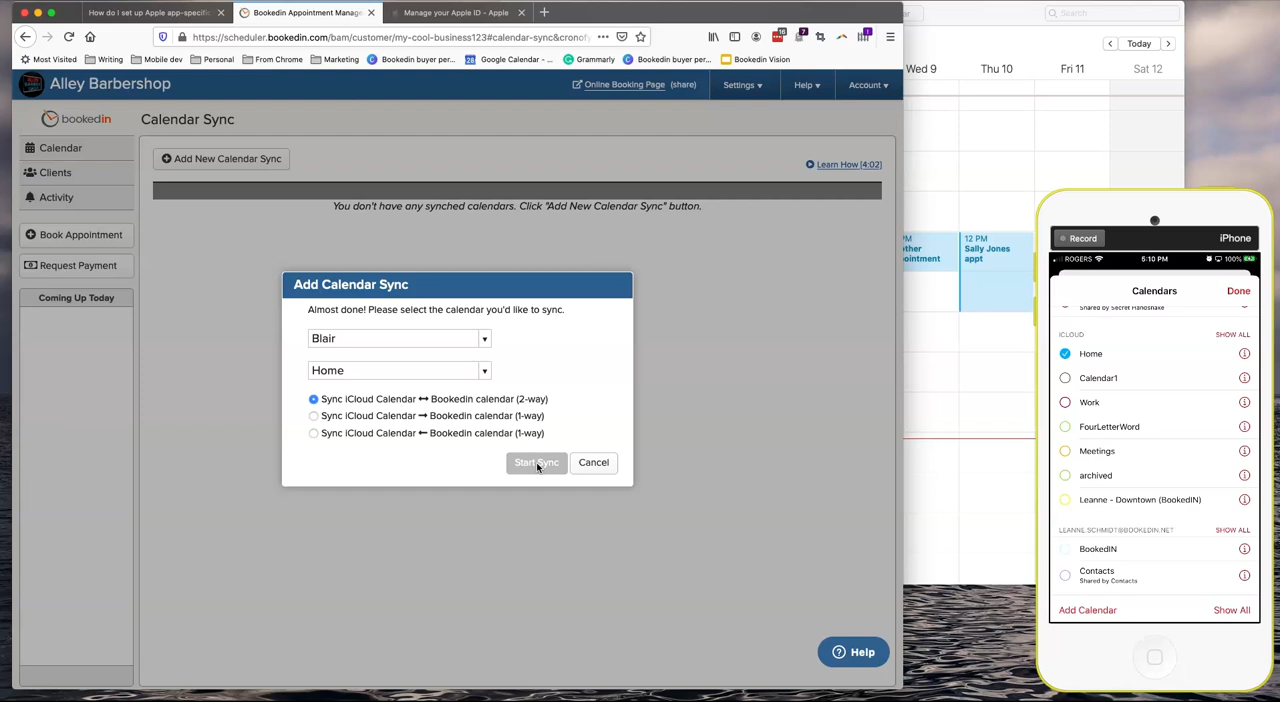 How do I set up Apple app-specifi
Bookedin Appointment Manage
Manage your Apple ID - Apple
https://scheduler.bookedin.com/bam/customer/my-cool-business123#calendar-sync&cronofy
Most Visited
Writing
Mobile dev
Personal
From Chrome
Marketing
Bookedin buyer per...
Google Calendar - ...
Grammarly
Bookedin buyer per...
Bookedin Vision
Alley Barbershop
Online Booking Page (share)
Settings
Help
Account
bookedin
Calendar Sync
Calendar
Clients
Activity
Book Appointment
Request Payment
Coming Up Today
Add New Calendar Sync
Learn How [4:02]
You don't have any synched calendars. Click "Add New Calendar Sync" button.
Add Calendar Sync
Almost done! Please select the calendar you'd like to sync.
Blair
Home
Sync iCloud Calendar ↔ Bookedin calendar (2-way)
Sync iCloud Calendar → Bookedin calendar (1-way)
Sync iCloud Calendar ← Bookedin calendar (1-way)
Start Sync
Cancel
Help
Search
Today
Wed 9
Thu 10
Fri 11
Sat 12
12 PM
Sally Jones
appt
Record
iPhone
ROGERS
5:10 PM
100%
Calendars
Done
Shared by Secret Handshake
ICLOUD
SHOW ALL
Home
Calendar1
Work
FourLetterWord
Meetings
archived
Leanne - Downtown (BookedIN)
LEANNE.SCHMIDT@BOOKEDIN.NET
SHOW ALL
BookedIN
Contacts
Shared by Contacts
Add Calendar
Show All